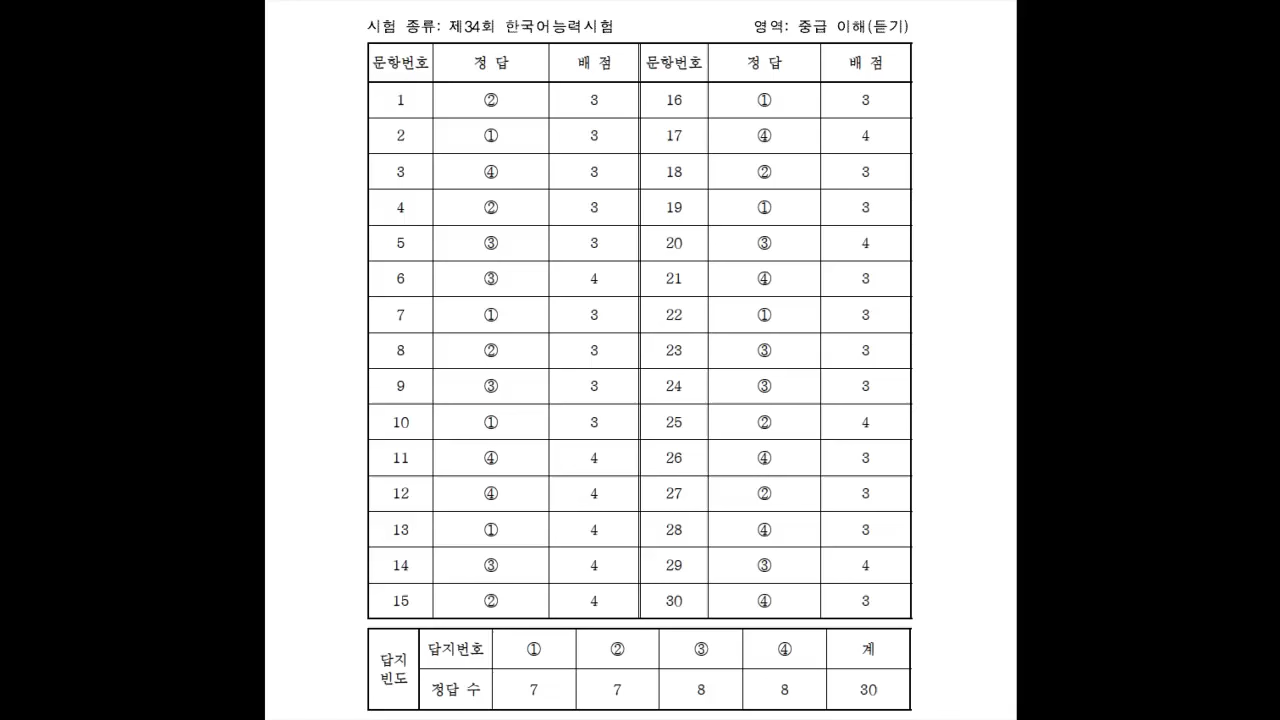 시험 종류: 제34회 한국어능력시험 영역: 중급 이해(듣기)
문항번호 정 답 배 점 문항번호 정 답 배 점
1 ② 3 16 ① 3
2 ① 3 17 ④ 4
3 ④ 3 18 ② 3
4 ② 3 19 ① 3
5 ③ 3 20 ③ 4
6 ③ 4 21 ④ 3
7 ① 3 22 ① 3
8 ② 3 23 ③ 3
9 ③ 3 24 ③ 3
10 ① 3 25 ② 4
11 ④ 4 26 ④ 3
12 ④ 4 27 ② 3
13 ① 4 28 ④ 3
14 ③ 4 29 ③ 4
15 ② 4 30 ④ 3
답지 빈도 답지번호 ① ② ③ ④ 계
정답 수 7 7 8 8 30